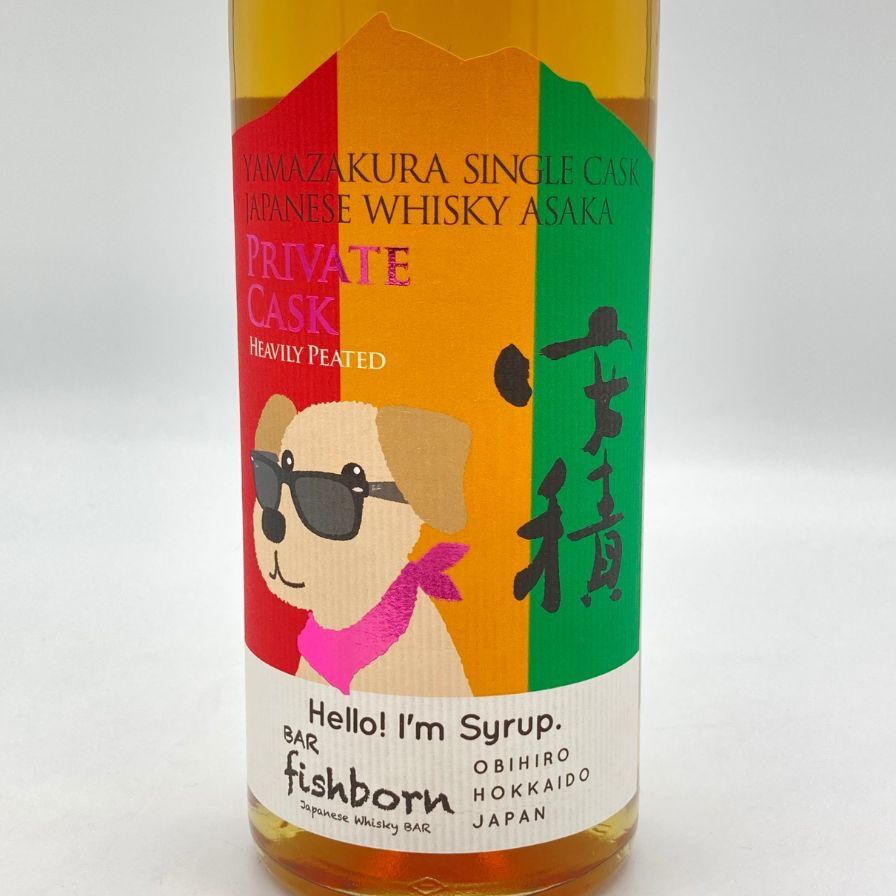 YAMAZAKURA SINGLE CASK
JAPANESE WHISKY ASAKA
PRIVATE
CASK
HEAVILY PEATED
安積
Hello! I'm Syrup.
BAR
fishborn
Japanese Whisky BAR
OBIHIRO
HOKKAIDO
JAPAN